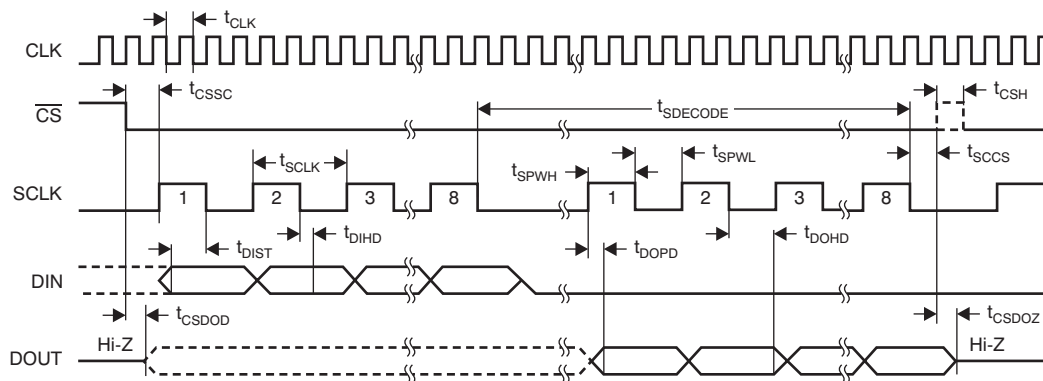 tCLK
CLK
tCSSC
tCSH
CS
tSDECODE
tSCLK
tSPWH
tSPWL
tSCCS
SCLK
1 2 3 8 1 2 3 8
tDIST
tDIHD
tDOPD
tDOHD
DIN
tCSDOD
tCSDOZ
Hi-Z
Hi-Z
DOUT